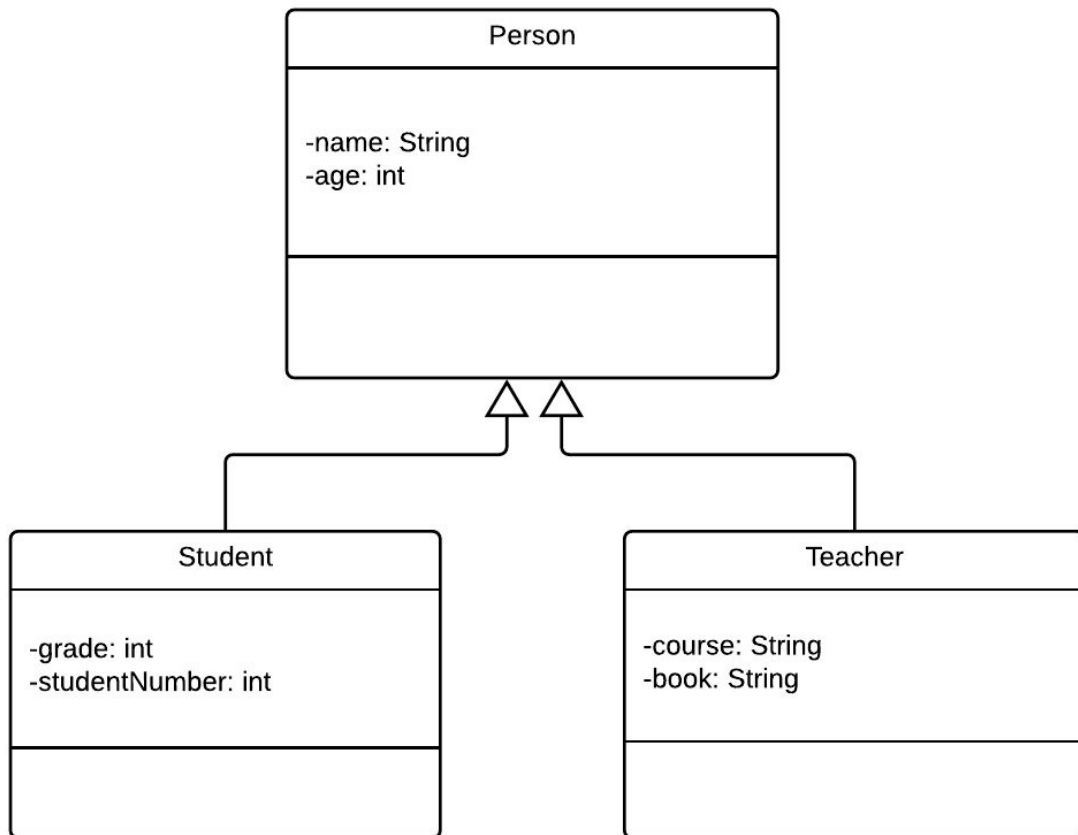 Person
-name: String
-age: int
Student
-grade: int
-studentNumber: int
Teacher
-course: String
-book: String